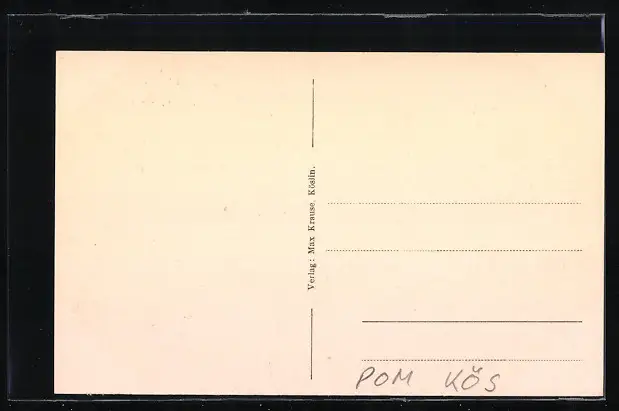 Verlag: Max Krause, Köslin.
POM KÖS